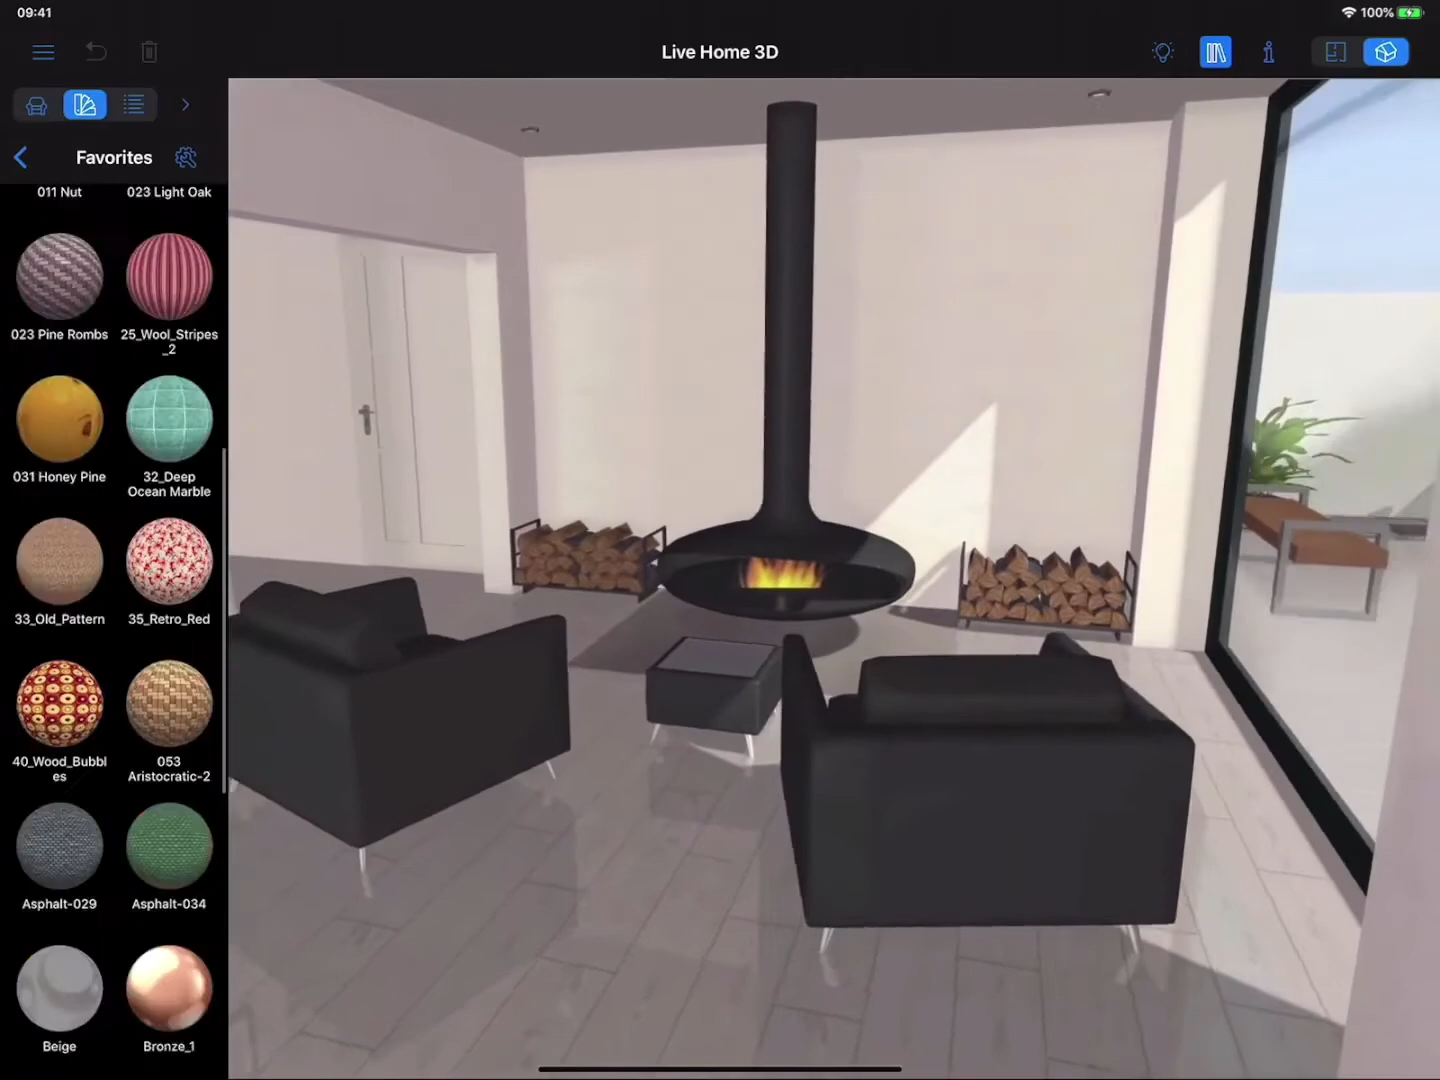 09:41
100%
Live Home 3D
Favorites
011 Nut
023 Light Oak
023 Pine Rombs
25_Wool_Stripes
_2
031 Honey Pine
32_Deep
Ocean Marble
33_Old_Pattern
35_Retro_Red
40_Wood_Bubbl
es
053
Aristocratic-2
Asphalt-029
Asphalt-034
Beige
Bronze_1